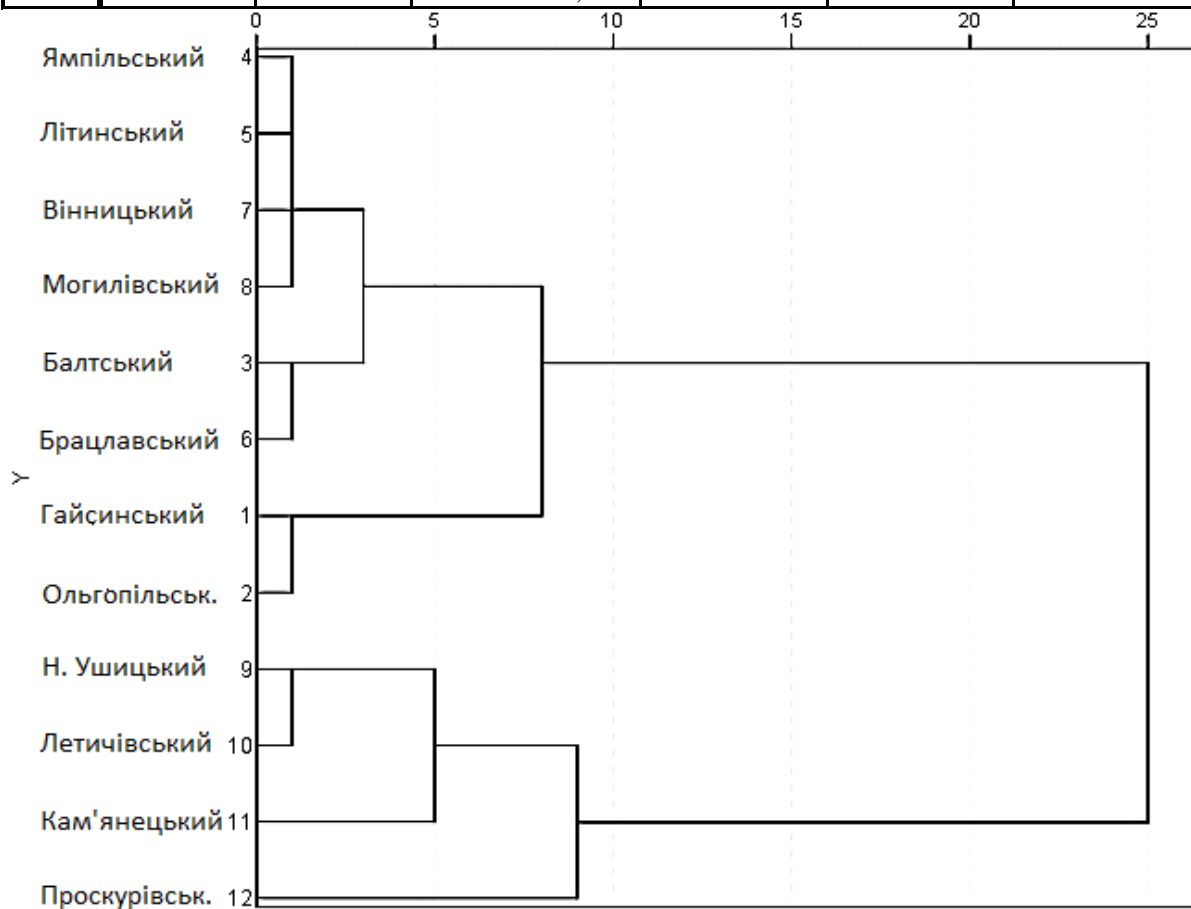 0 5 10 15 20 25
Ямпільський 4
Літинський 5
Вінницький 7
Могилівський 8
Балтський 3
Брацлавський 6
Y
Гайсинський 1
Ольгопільськ. 2
Н. Ушицький 9
Летичівський 10
Кам'янецький 11
Проскурівськ. 12